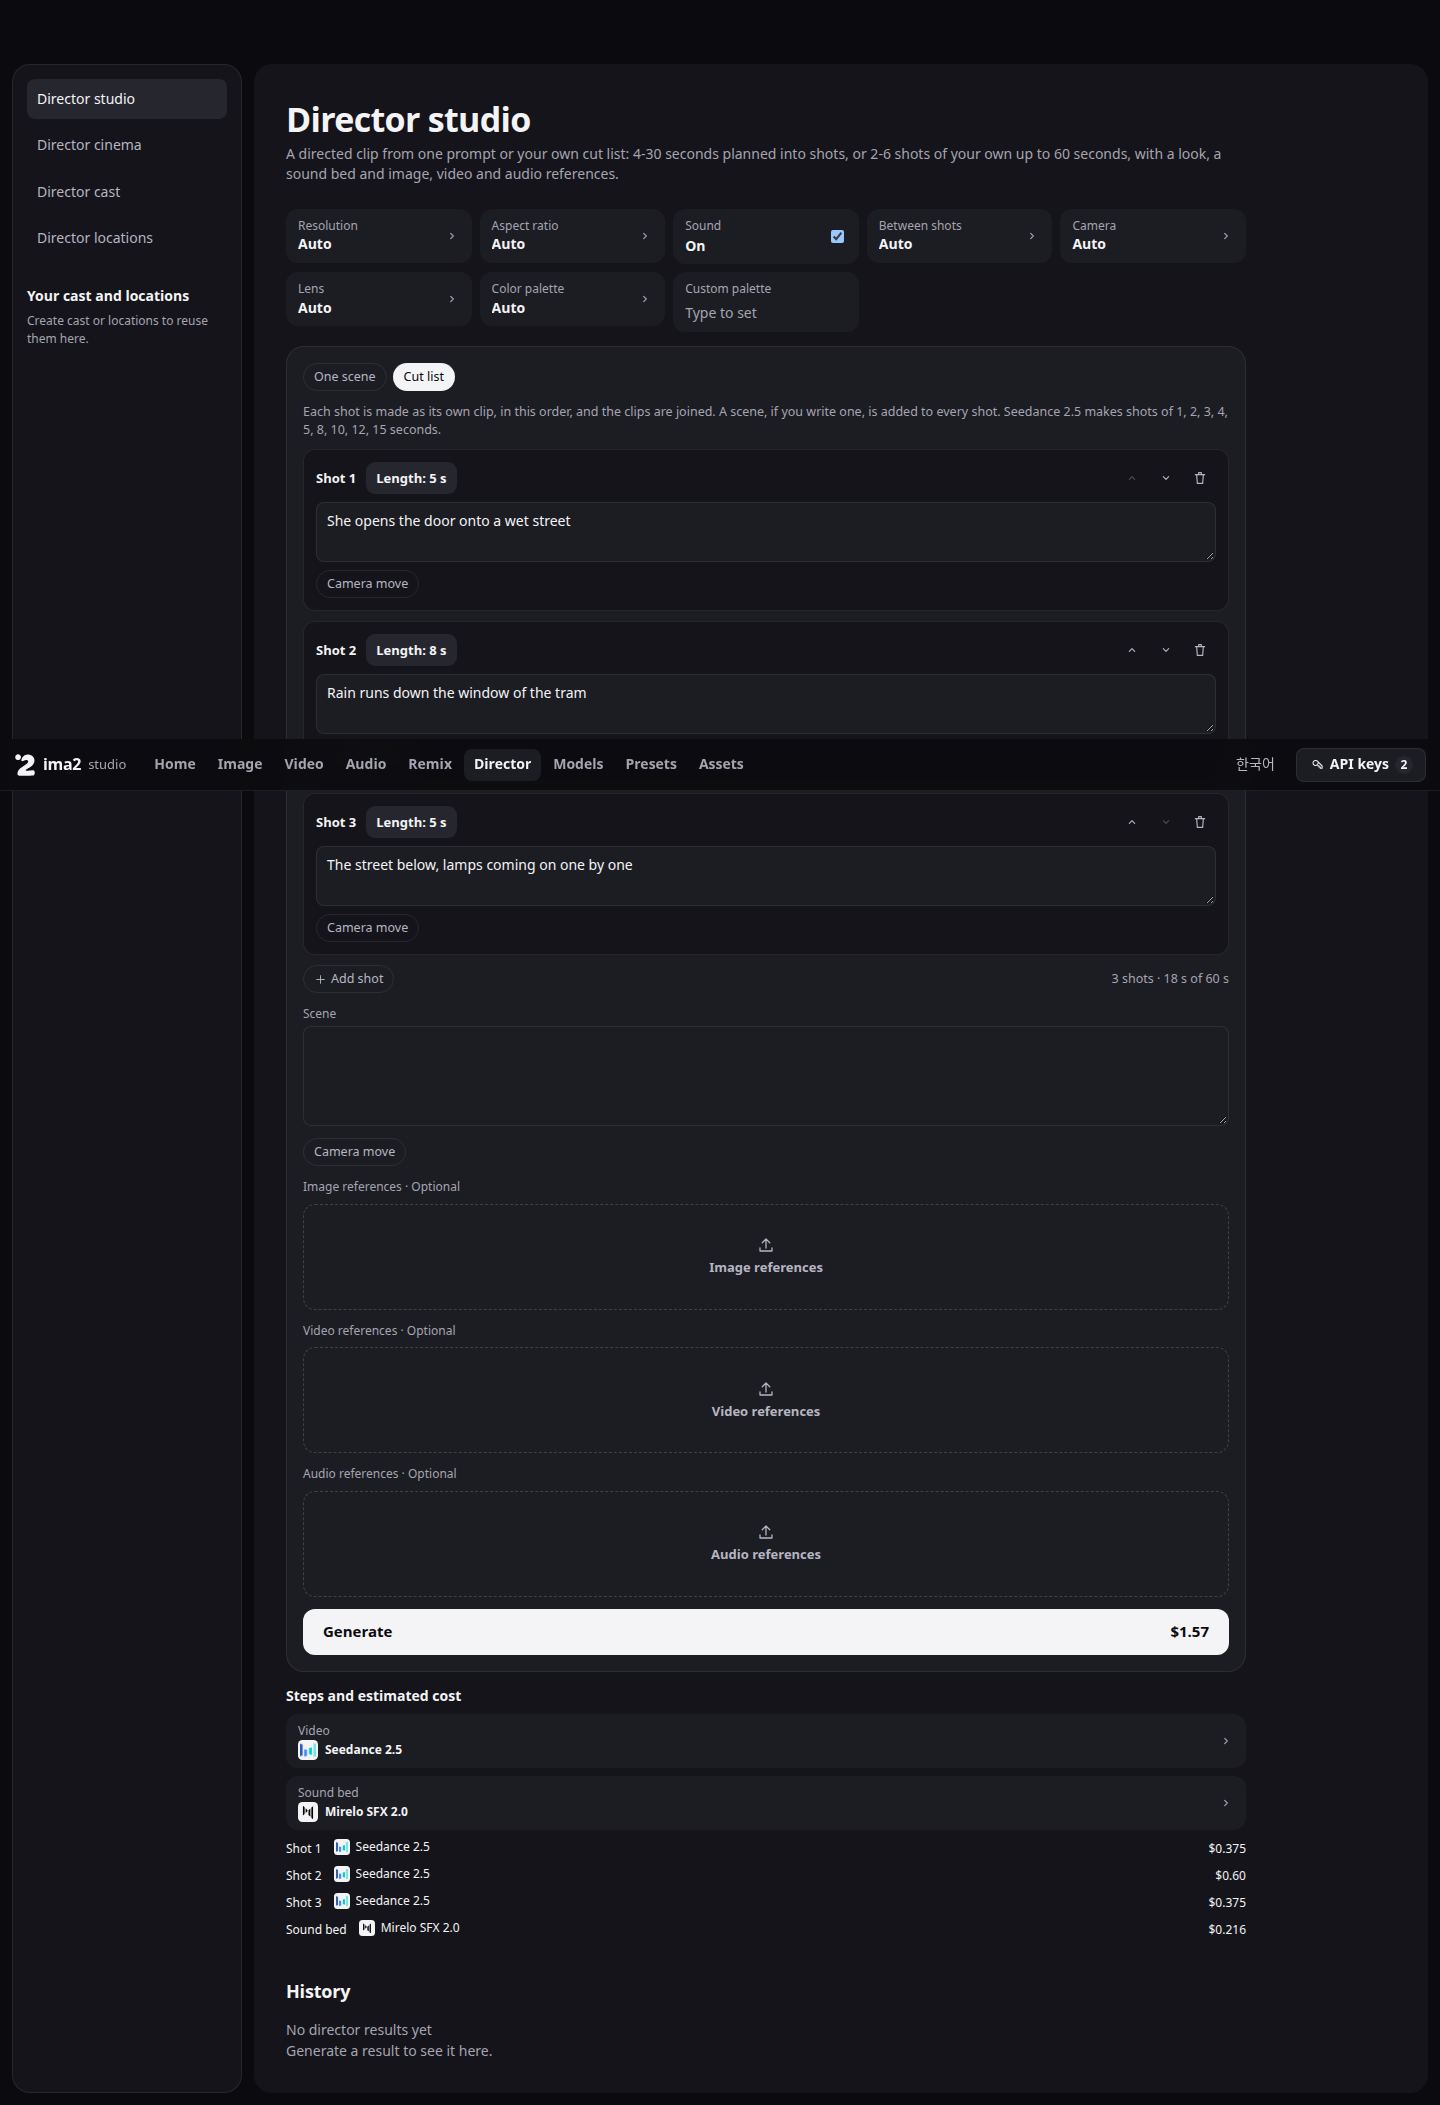 Director studio
Director cinema
Director cast
Director locations
Your cast and locations
Create cast or locations to reuse
them here.
Director studio
A directed clip from one prompt or your own cut list: 4-30 seconds planned into shots, or 2-6 shots of your own up to 60 seconds, with a look, a
sound bed and image, video and audio references.
Resolution
Auto
Aspect ratio
Auto
Sound
On
Between shots
Auto
Camera
Auto
Lens
Auto
Color palette
Auto
Custom palette
Type to set
One scene
Cut list
Each shot is made as its own clip, in this order, and the clips are joined. A scene, if you write one, is added to every shot. Seedance 2.5 makes shots of 1, 2, 3, 4,
5, 8, 10, 12, 15 seconds.
Shot 1 Length: 5 s
She opens the door onto a wet street
Camera move
Shot 2 Length: 8 s
Rain runs down the window of the tram
ima2 studio Home Image Video Audio Remix Director Models Presets Assets 한국어 API keys 2
Shot 3 Length: 5 s
The street below, lamps coming on one by one
Camera move
Add shot
3 shots · 18 s of 60 s
Scene
Camera move
Image references · Optional
Image references
Video references · Optional
Video references
Audio references · Optional
Audio references
Generate $1.57
Steps and estimated cost
Video
Seedance 2.5
Sound bed
Mirelo SFX 2.0
Shot 1 Seedance 2.5 $0.375
Shot 2 Seedance 2.5 $0.60
Shot 3 Seedance 2.5 $0.375
Sound bed Mirelo SFX 2.0 $0.216
History
No director results yet
Generate a result to see it here.